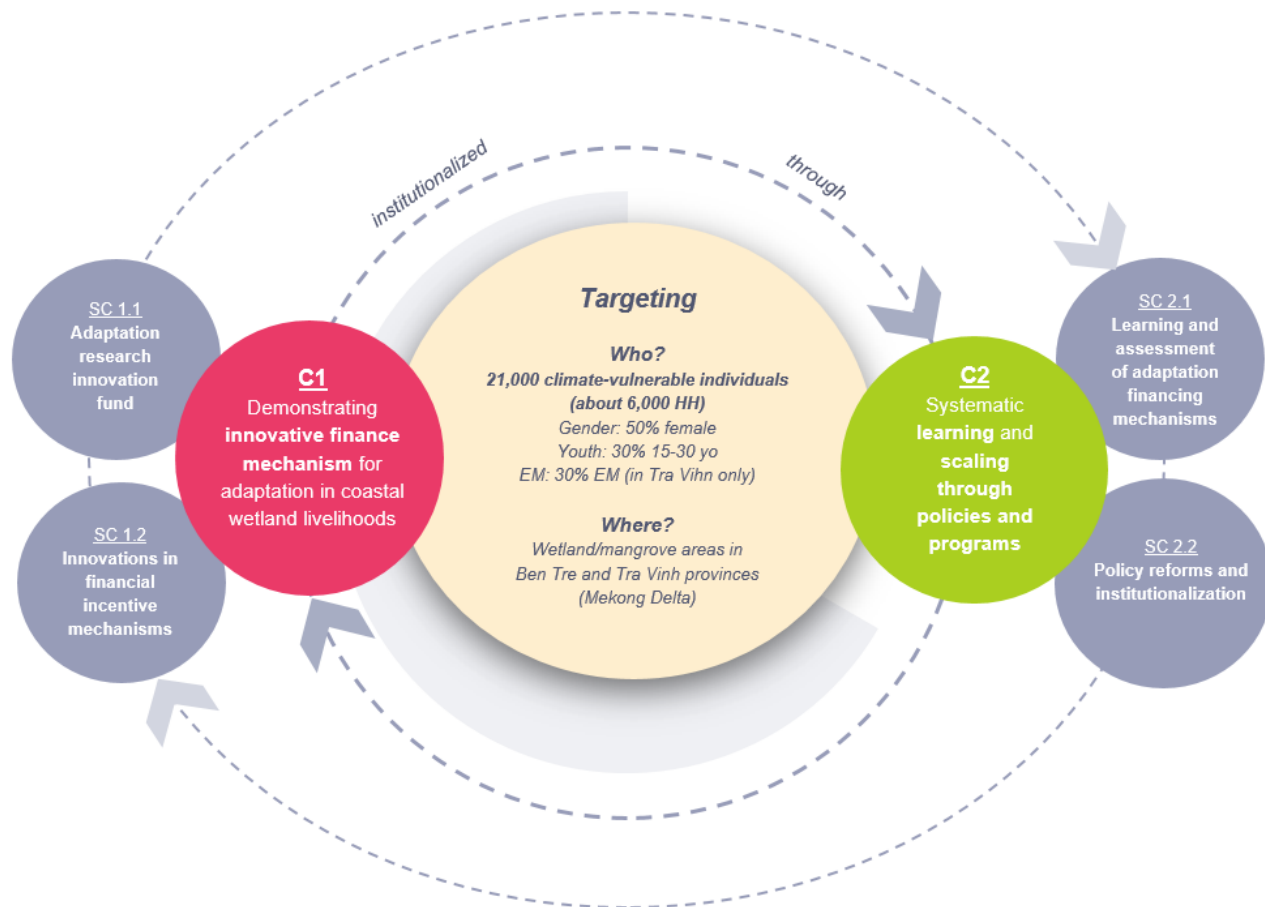 institutionalized
through
SC 1.1
Adaptation
research
innovation
fund
SC 1.2
Innovations in
financial
incentive
mechanisms
C1
Demonstrating
innovative finance
mechanism for
adaptation in coastal
wetland livelihoods
Targeting
Who?
21,000 climate-vulnerable individuals
(about 6,000 HH)
Gender: 50% female
Youth: 30% 15-30 yo
EM: 30% EM (in Tra Vihn only)
Where?
Wetland/mangrove areas in
Ben Tre and Tra Vinh provinces
(Mekong Delta)
C2
Systematic
learning and
scaling
through
policies and
programs
SC 2.1
Learning and
assessment
of adaptation
financing
mechanisms
SC 2.2
Policy reforms and
institutionalization